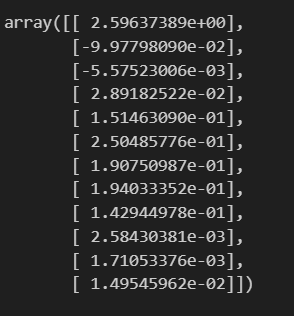 array([[ 2.59637389e+00],
[-9.97798090e-02],
[-5.57523006e-03],
[ 2.89182522e-02],
[ 1.51463090e-01],
[ 2.50485776e-01],
[ 1.90750987e-01],
[ 1.94033352e-01],
[ 1.42944978e-01],
[ 2.58430381e-03],
[ 1.71053376e-03],
[ 1.49545962e-02]])